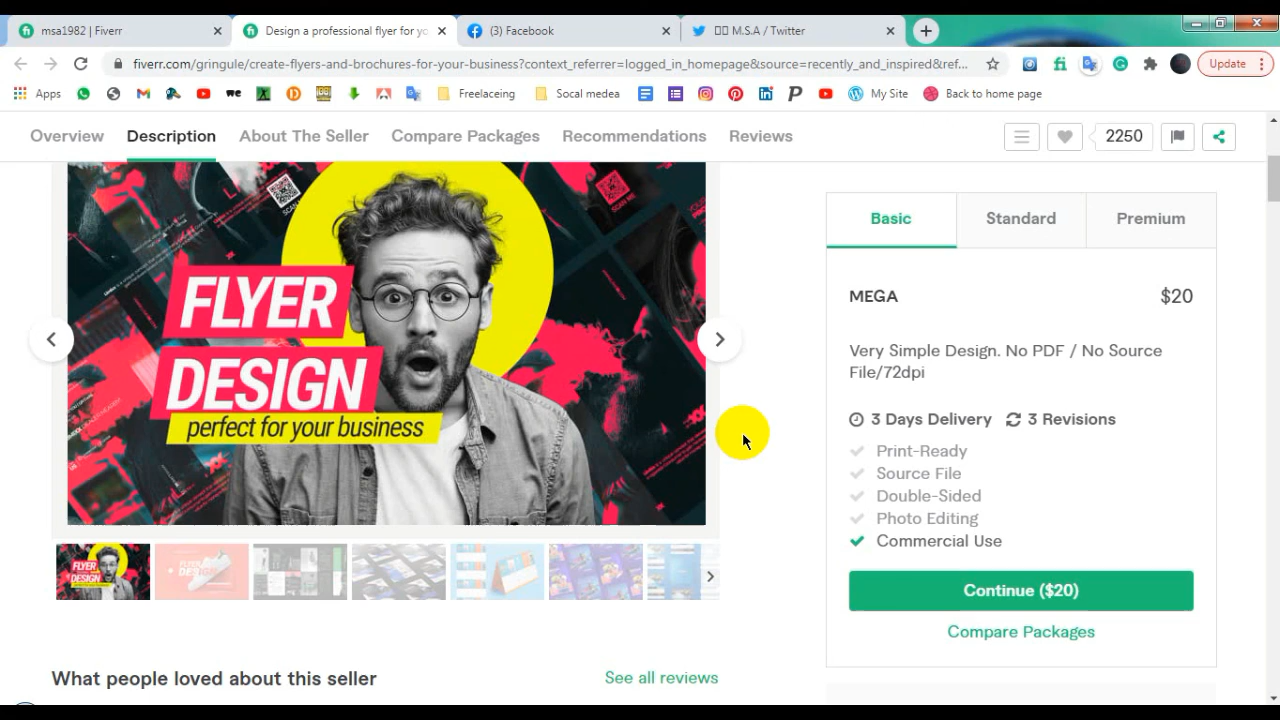 msa1982 | Fiverr
Design a professional flyer for yo
(3) Facebook
M.S.A / Twitter
fiverr.com/gringule/create-flyers-and-brochures-for-your-business?context_referrer=logged_in_homepage&source=recently_and_inspired&ref...
Update
Apps
Freelaceing
Socal medea
My Site
Back to home page
Overview
Description
About The Seller
Compare Packages
Recommendations
Reviews
2250
FLYER
DESIGN
perfect for your business
Basic
Standard
Premium
MEGA
$20
Very Simple Design. No PDF / No Source
File/72dpi
3 Days Delivery
3 Revisions
Print-Ready
Source File
Double-Sided
Photo Editing
Commercial Use
Continue ($20)
Compare Packages
What people loved about this seller
See all reviews